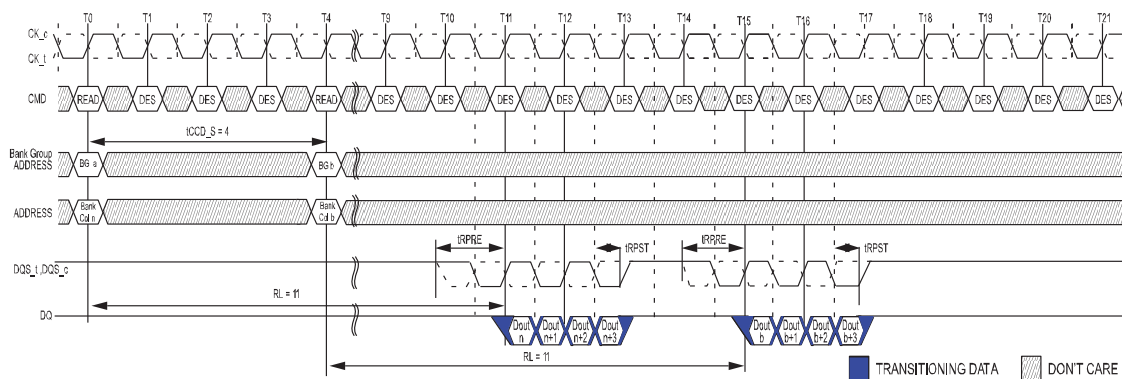 T0 T1 T2 T3 T4 T9 T10 T11 T12 T13 T14 T15 T16 T17 T18 T19 T20 T21
CK_c
CK_t
CMD READ DES DES DES READ DES DES DES DES DES DES DES DES DES DES DES DES DES
tCCD_S = 4
Bank Group
ADDRESS BG a BG b
ADDRESS Bank Col n Bank Col b
tRPRE tRPST tRPRE tRPST
DQS_t ,DQS_c
RL = 11
DQ Dout n Dout n+1 Dout n+2 Dout n+3 Dout b Dout b+1 Dout b+2 Dout b+3
RL = 11
TRANSITIONING DATA DON'T CARE